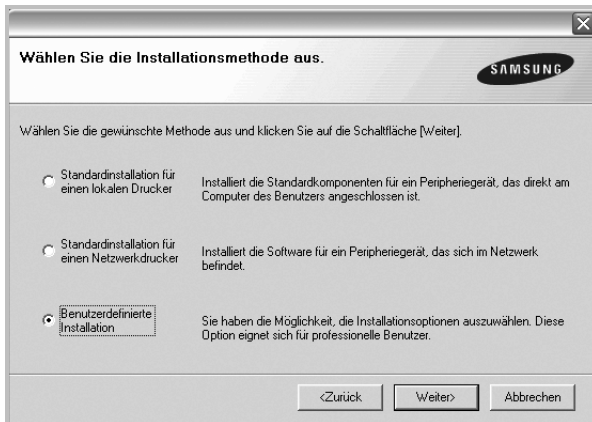 Wählen Sie die Installationsmethode aus.
SAMSUNG
Wählen Sie die gewünschte Methode aus und klicken Sie auf die Schaltfläche [Weiter].
Standardinstallation für
einen lokalen Drucker
Installiert die Standardkomponenten für ein Peripheriegerät, das direkt am
Computer des Benutzers angeschlossen ist.
Standardinstallation für
einen Netzwerkdrucker
Installiert die Software für ein Peripheriegerät, das sich im Netzwerk
befindet.
Benutzerdefinierte
Installation
Sie haben die Möglichkeit, die Installationsoptionen auszuwählen. Diese
Option eignet sich für professionelle Benutzer.
<Zurück
Weiter>
Abbrechen